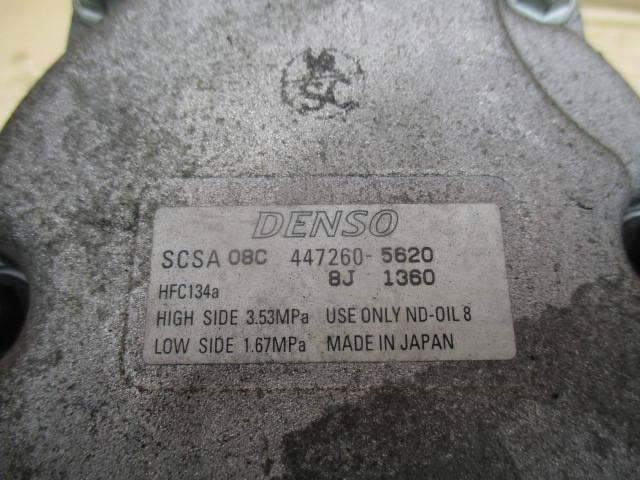 SC
DENSO
SCSA 08C 447260-5620
8J 1360
HFC134a
HIGH SIDE 3.53MPa USE ONLY ND-OIL 8
LOW SIDE 1.67MPa MADE IN JAPAN